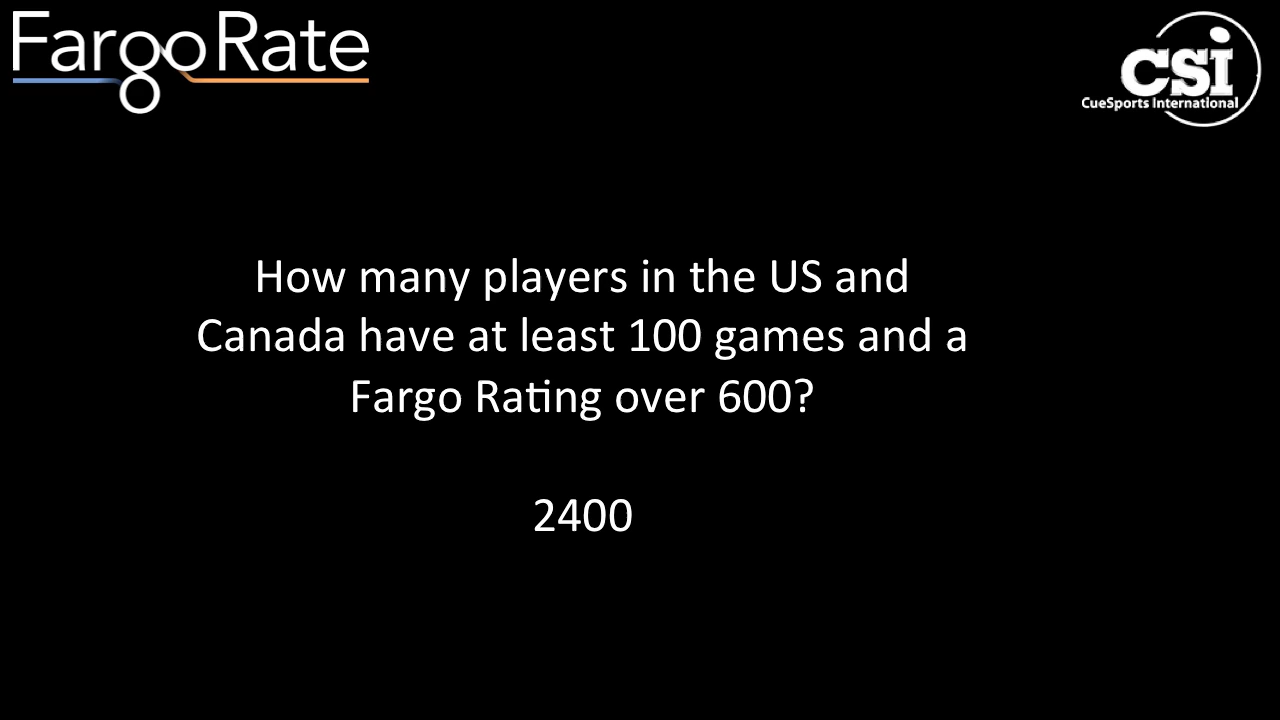 FargoRate
CSI
CueSports International
How many players in the US and
Canada have at least 100 games and a
Fargo Rating over 600?
2400